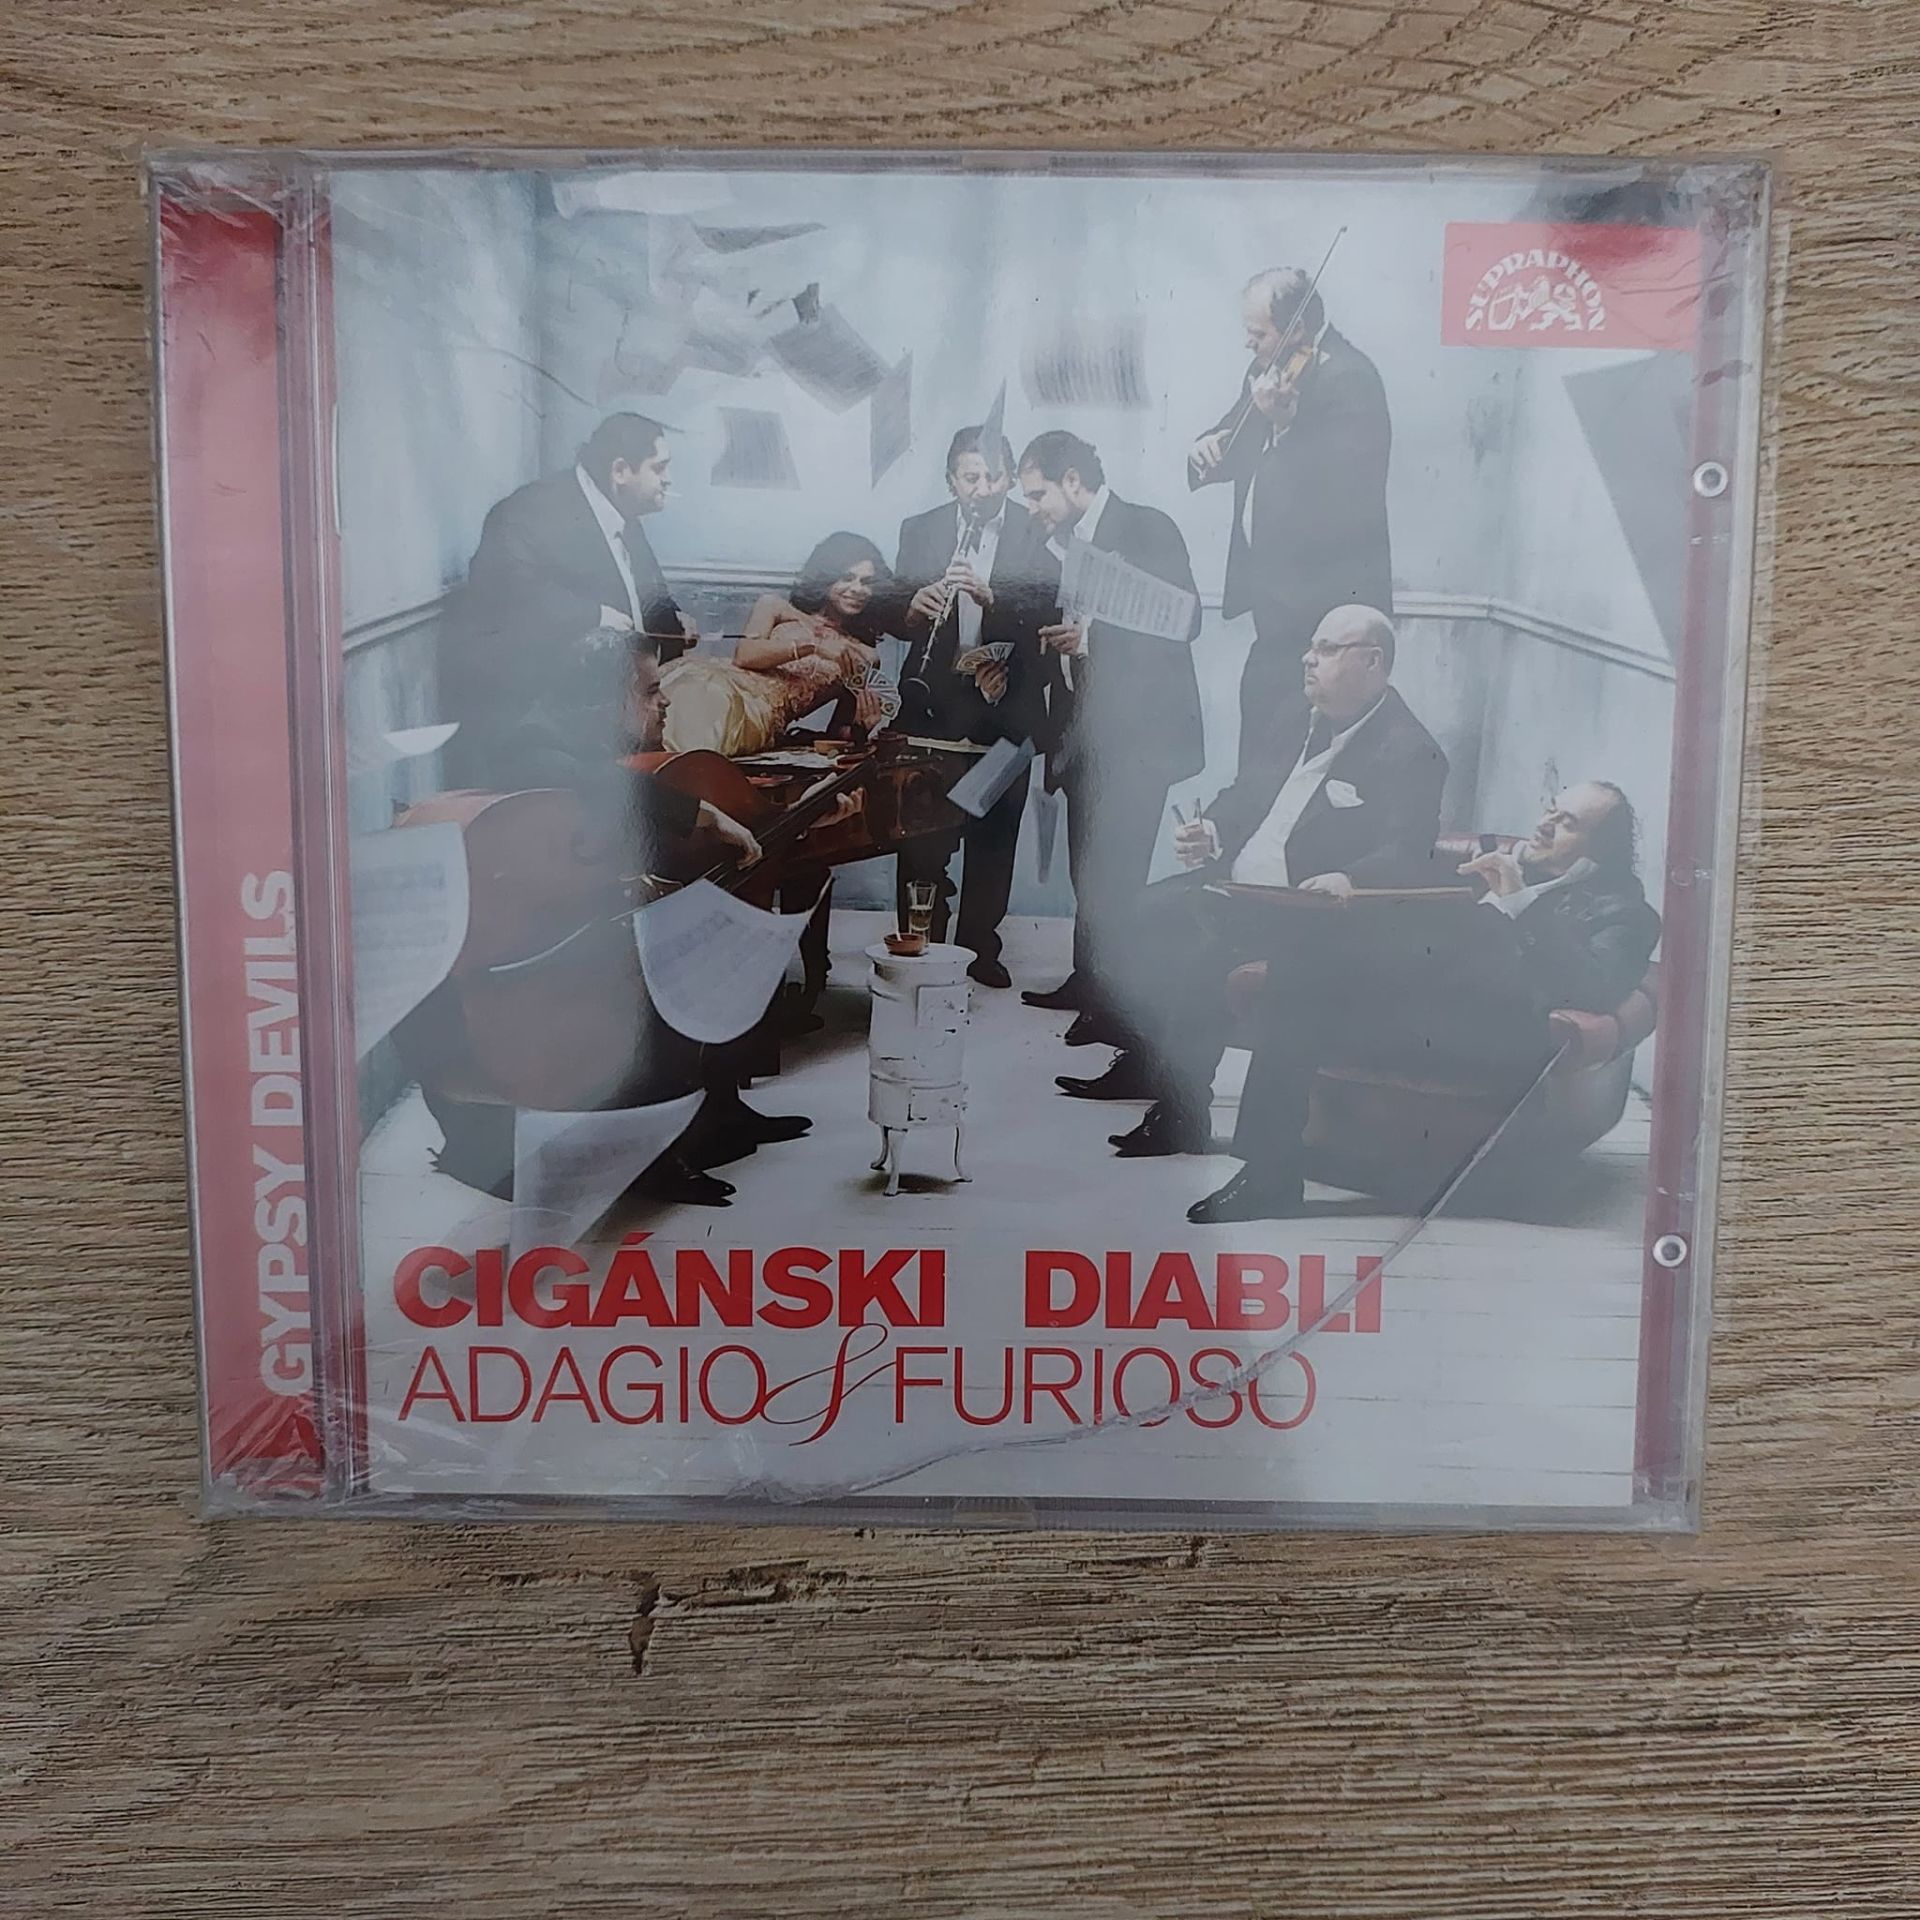 SUPRAPHON
GYPSY DEVILS
CIGÁNSKI DIABLI
ADAGIO & FURIOSO